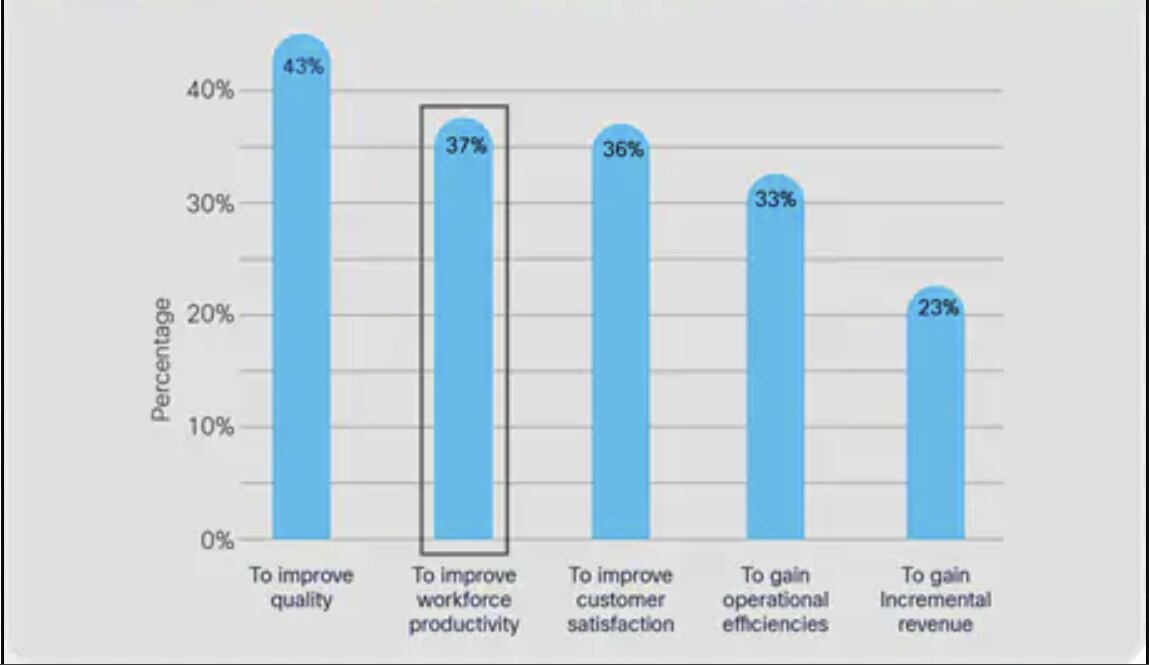 43%
37%
36%
33%
23%
40%
30%
20%
10%
0%
Percentage
To improve
quality
To improve
workforce
productivity
To improve
customer
satisfaction
To gain
operational
efficiencies
To gain
Incremental
revenue